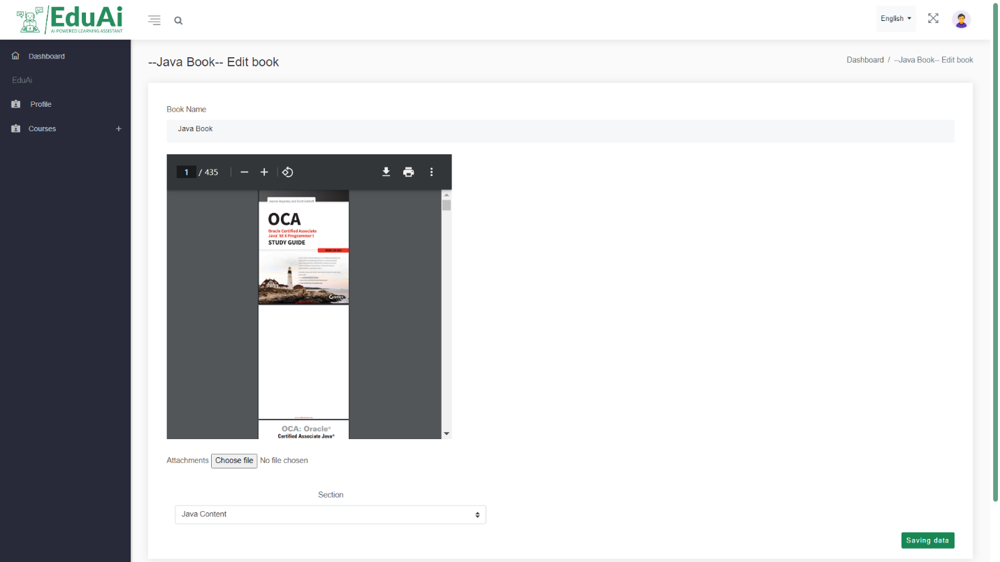 EduAi
AI-POWERED LEARNING ASSISTANT
English
Dashboard
EduAi
Profile
Courses
--Java Book-- Edit book
Dashboard / --Java Book-- Edit book
Book Name
Java Book
1 / 435
Jeanne Boyarsky and Scott Selikoff
OCA
Oracle Certified Associate
Java® SE 8 Programmer I
STUDY GUIDE
SYBEX
OCA: Oracle®
Certified Associate Java®
Attachments Choose file No file chosen
Section
Java Content
Saving data